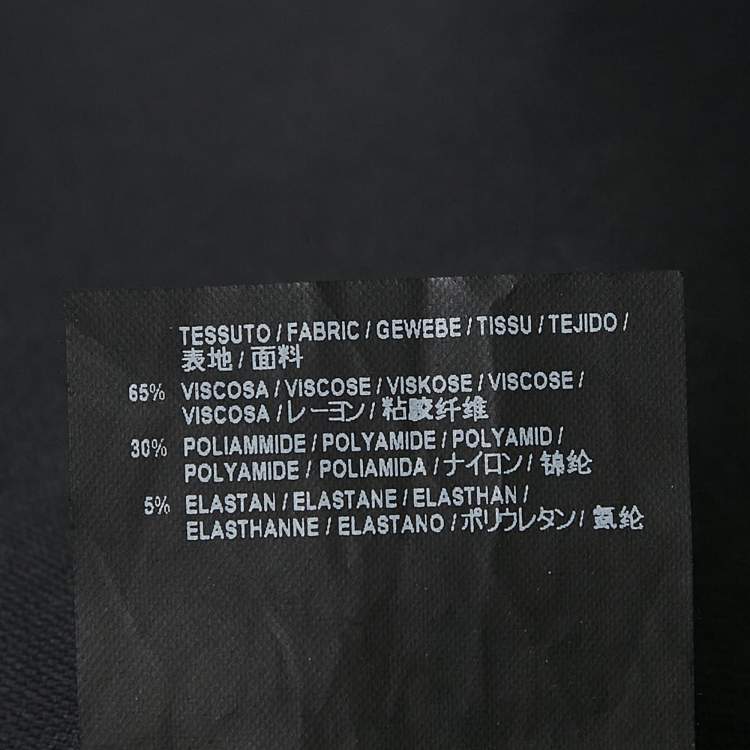 TESSUTO / FABRIC / GEWEBE / TISSU / TEJIDO /
表地 / 面料
65% VISCOSA / VISCOSE / VISKOSE / VISCOSE /
VISCOSA / レーヨン / 粘胶纤维
30% POLIAMMIDE / POLYAMIDE / POLYAMID /
POLYAMIDE / POLIAMIDA / ナイロン / 锦纶
5% ELASTAN / ELASTANE / ELASTHAN /
ELASTHANNE / ELASTANO / ポリウレタン / 氨纶